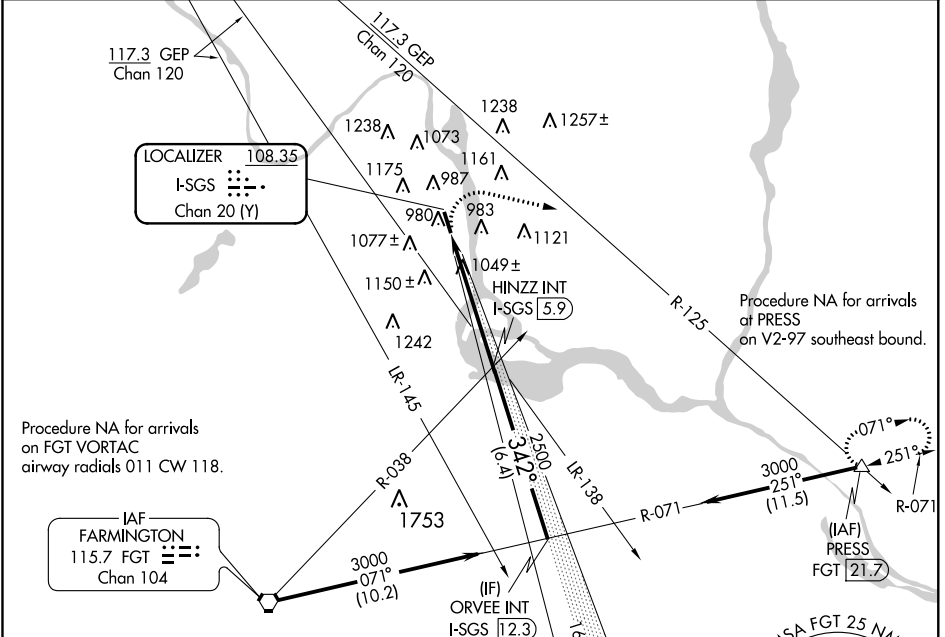 117.3 GEP
Chan 120
117.3 GEP
Chan 120
1238
1257±
1238
1073
LOCALIZER 108.35
I-SGS
Chan 20 (Y)
1161
1175
987
980
983
1121
1077±
1049±
1150±
HINZZ INT
I-SGS 5.9
R-125
Procedure NA for arrivals
at PRESS
on V2-97 southeast bound.
1242
LR-145
Procedure NA for arrivals
on FGT VORTAC
airway radials 011 CW 118.
R-038
342°
(6.4)
2500
LR-138
071°
251°
3000
251°
(11.5)
R-071
R-071
1753
IAF
FARMINGTON
115.7 FGT
Chan 104
(IAF)
PRESS
FGT 21.7
3000
071°
(10.2)
(IF)
ORVEE INT
I-SGS 12.3
FGT 25